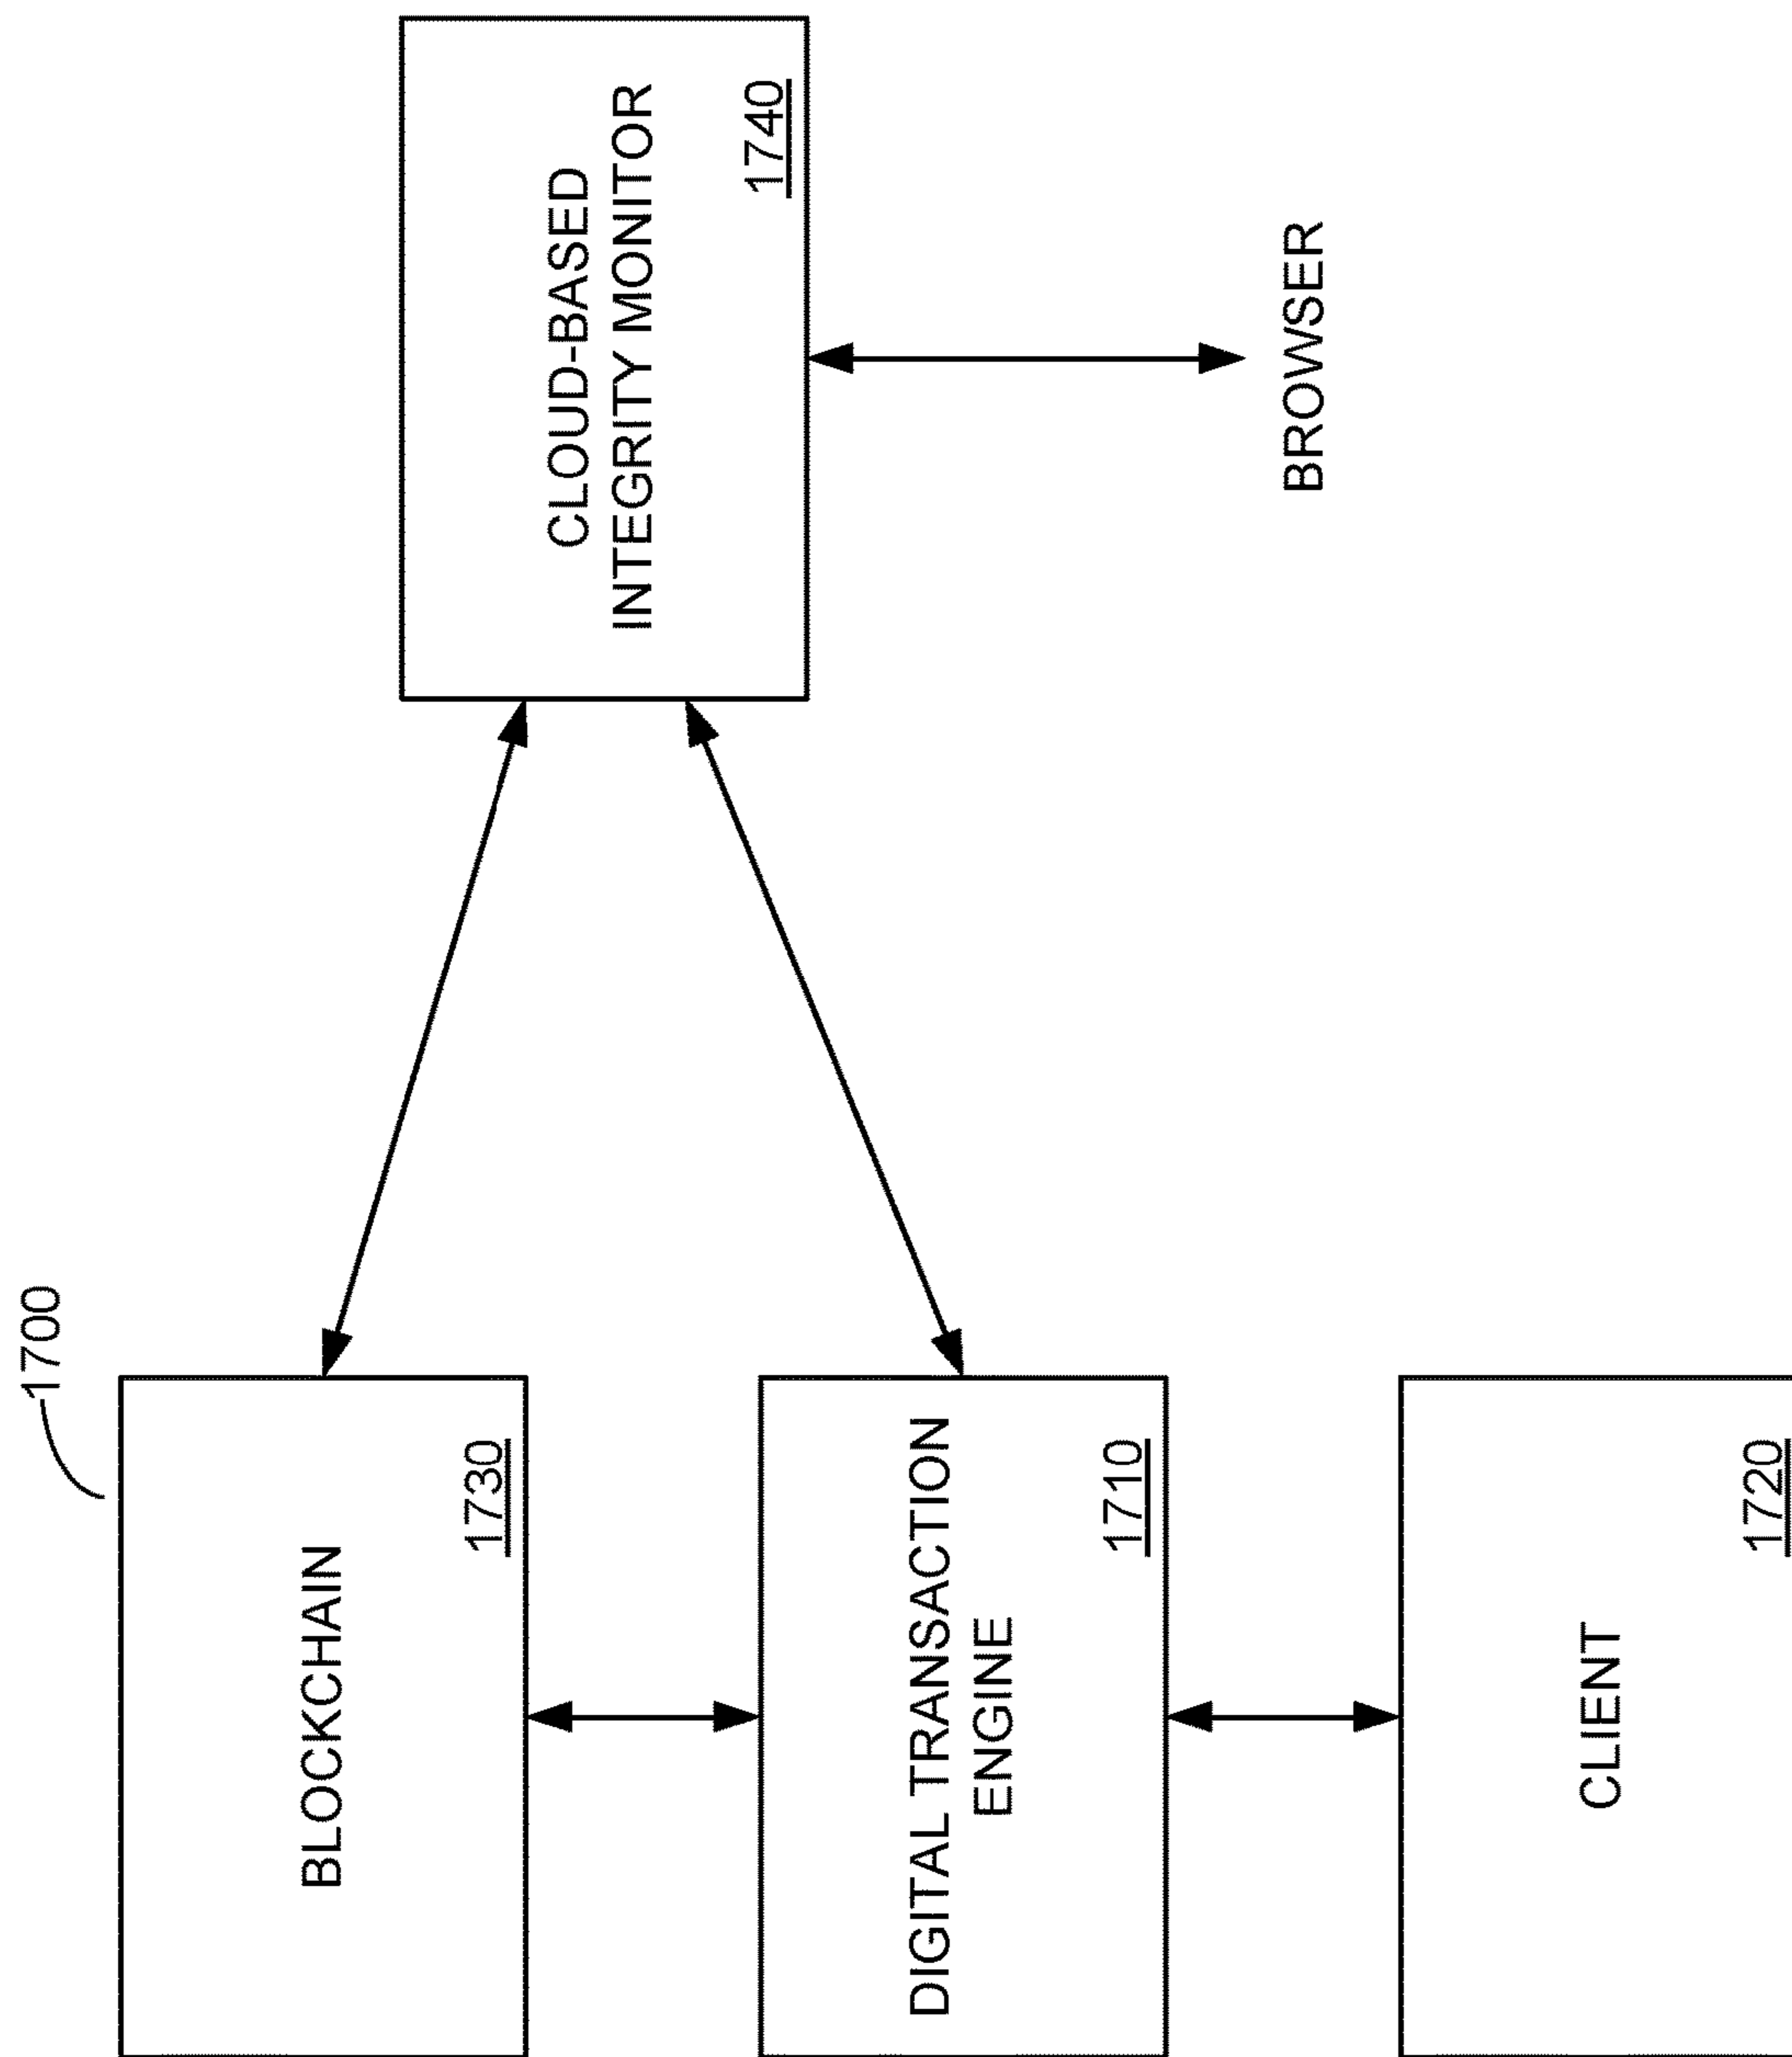 1700
BLOCKCHAIN
1730
DIGITAL TRANSACTION
ENGINE
1710
CLIENT
1720
CLOUD-BASED
INTEGRITY MONITOR
1740
BROWSER